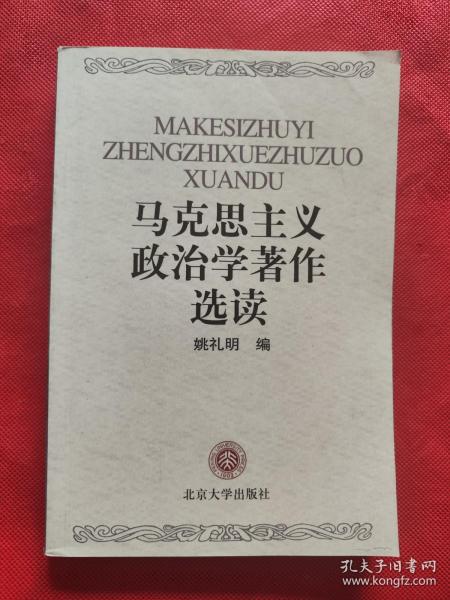 MAKESIZHUYI
ZHENGZHIXUEZHUZUO
XUANDU
马克思主义
政治学著作
选读
姚礼明 编
北京大学出版社
孔夫子旧书网
www.kongfz.com